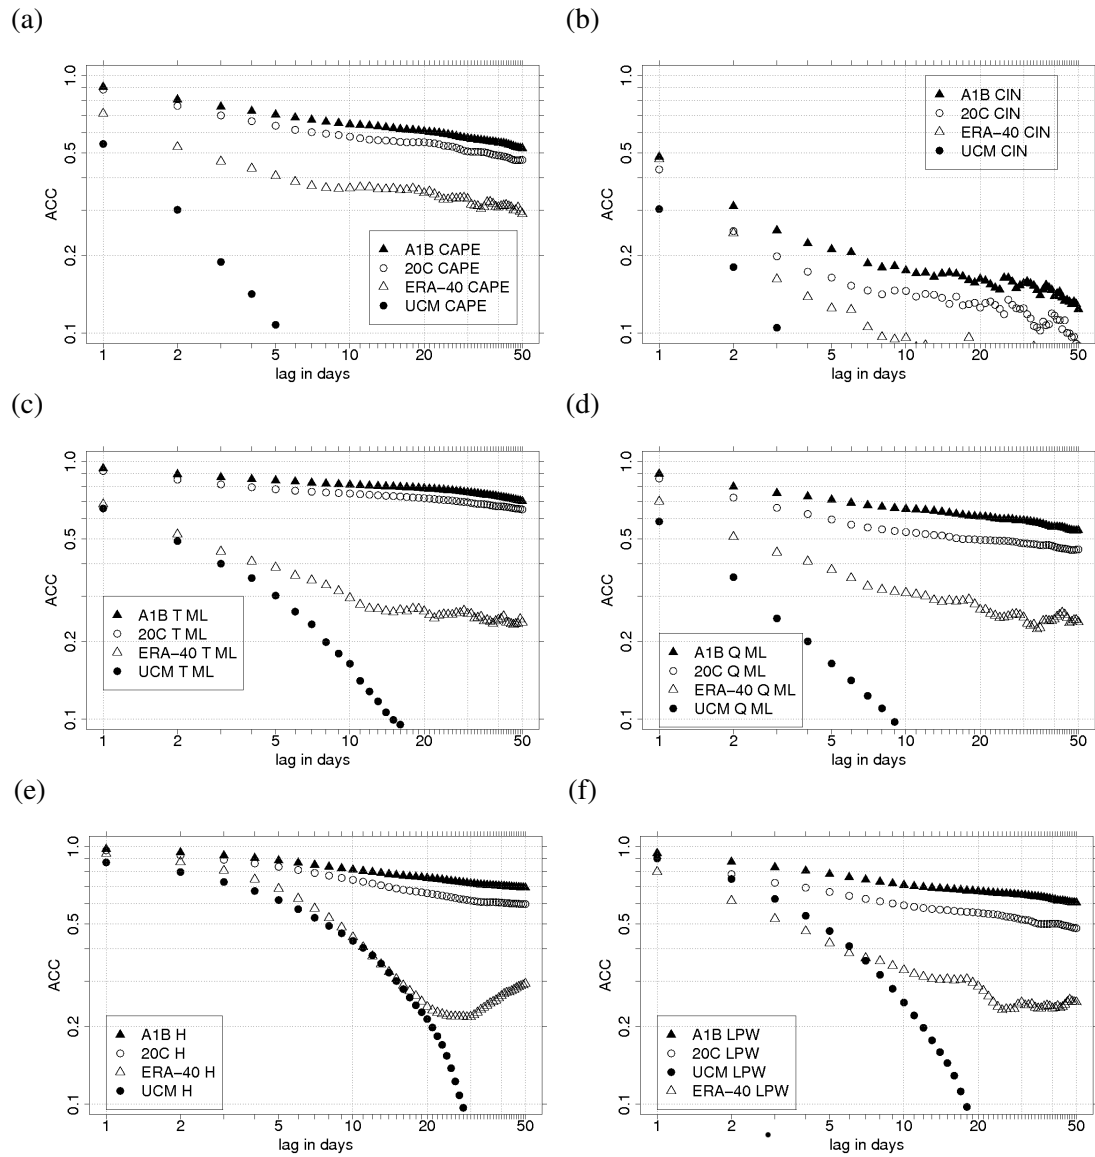 (a)
ACC
1.0
0.5
0.2
0.1
A1B CAPE
20C CAPE
ERA−40 CAPE
UCM CAPE
1 2 5 10 20 50
lag in days
(b)
ACC
1.0
0.5
0.2
0.1
A1B CIN
20C CIN
ERA−40 CIN
UCM CIN
1 2 5 10 20 50
lag in days
(c)
ACC
1.0
0.5
0.2
0.1
A1B T ML
20C T ML
ERA−40 T ML
UCM T ML
1 2 5 10 20 50
lag in days
(d)
ACC
1.0
0.5
0.2
0.1
A1B Q ML
20C Q ML
ERA−40 Q ML
UCM Q ML
1 2 5 10 20 50
lag in days
(e)
ACC
1.0
0.5
0.2
0.1
A1B H
20C H
ERA−40 H
UCM H
1 2 5 10 20 50
lag in days
(f)
ACC
1.0
0.5
0.2
0.1
A1B LPW
20C LPW
UCM LPW
ERA−40 LPW
1 2 5 10 20 50
lag in days